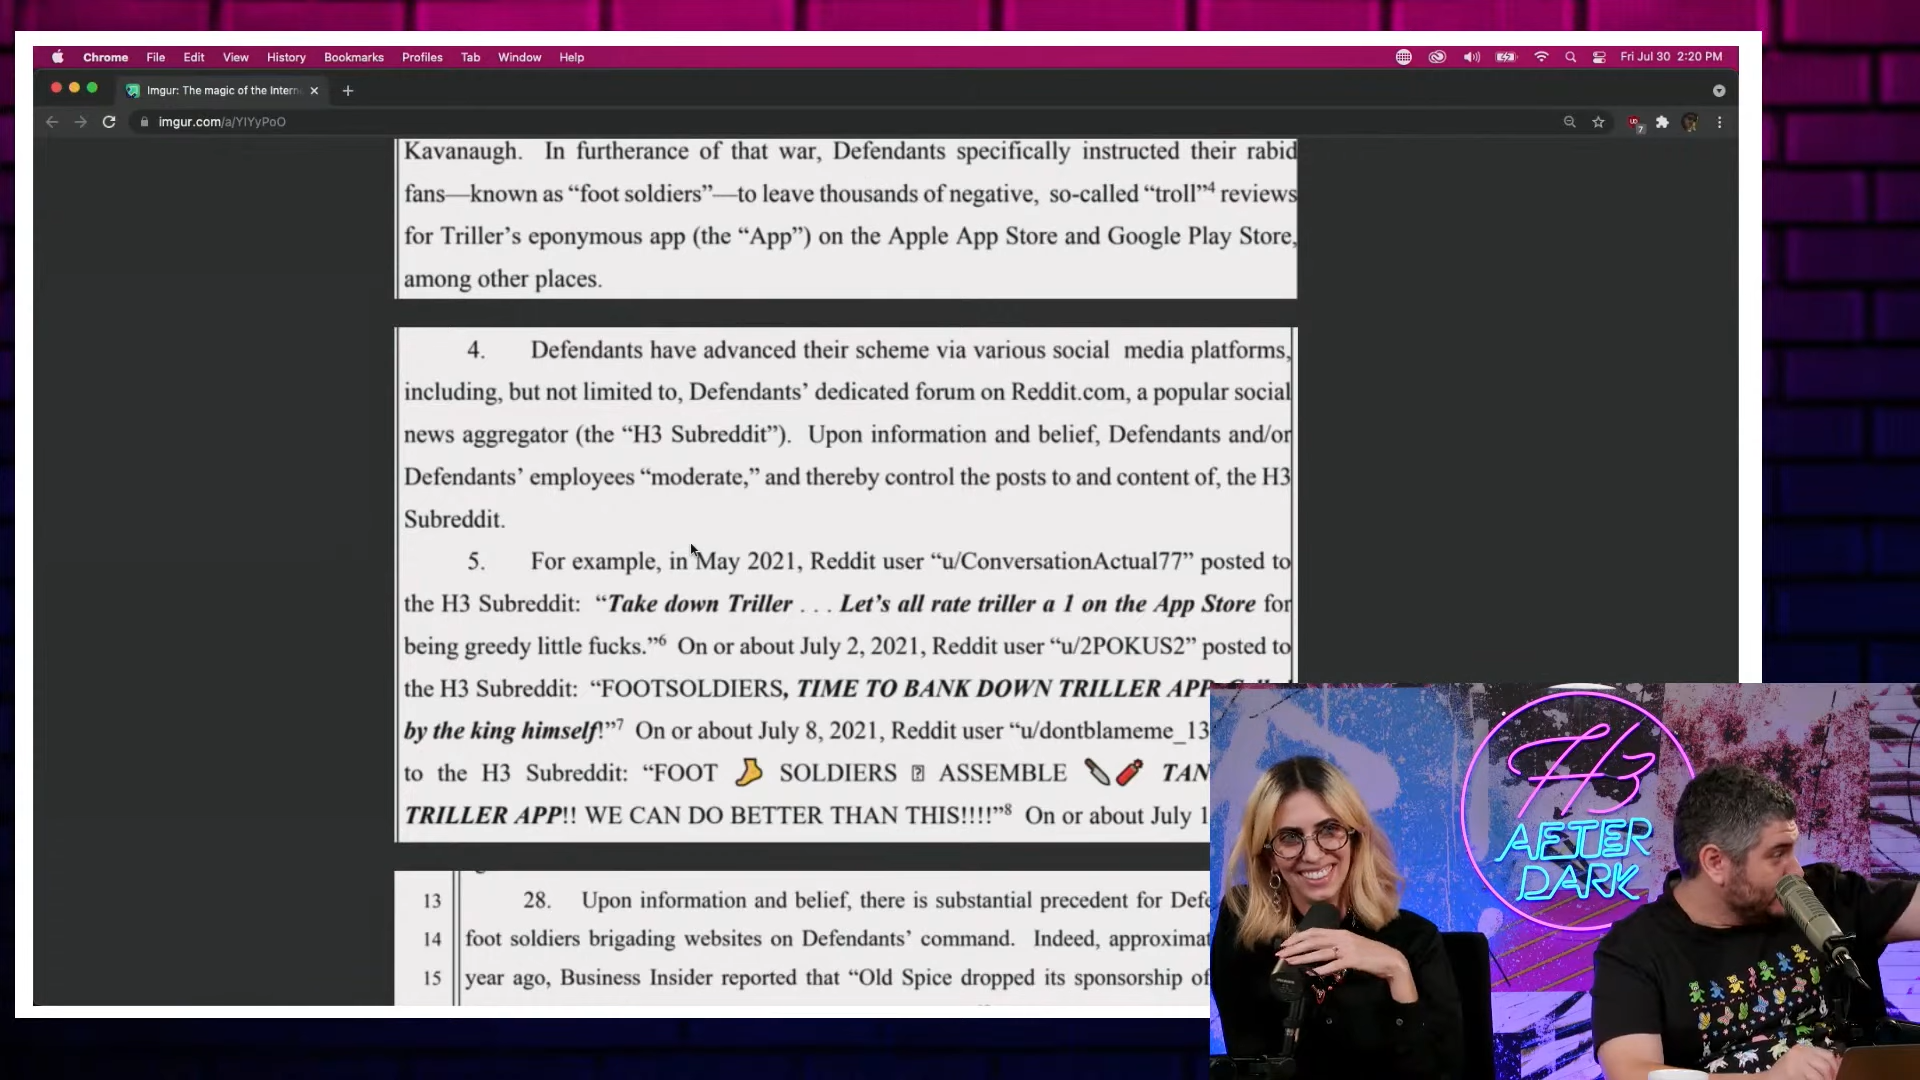 Chrome File Edit View History Bookmarks Profiles Tab Window Help Fri Jul 30 2:20 PM
Imgur: The magic of the Intern
imgur.com/a/YIYyPoO
Kavanaugh. In furtherance of that war, Defendants specifically instructed their rabid
fans—known as “foot soldiers”—to leave thousands of negative, so-called “troll”4 reviews
for Triller’s eponymous app (the “App”) on the Apple App Store and Google Play Store,
among other places.
4. Defendants have advanced their scheme via various social media platforms,
including, but not limited to, Defendants’ dedicated forum on Reddit.com, a popular social
news aggregator (the “H3 Subreddit”). Upon information and belief, Defendants and/or
Defendants’ employees “moderate,” and thereby control the posts to and content of, the H3
Subreddit.
5. For example, in May 2021, Reddit user “u/ConversationActual77” posted to
the H3 Subreddit: “Take down Triller . . . Let’s all rate triller a 1 on the App Store for
being greedy little fucks.”6 On or about July 2, 2021, Reddit user “u/2POKUS2” posted to
the H3 Subreddit: “FOOTSOLDIERS, TIME TO BANK DOWN TRILLER APP
by the king himself!”7 On or about July 8, 2021, Reddit user “u/dontblameme_13
to the H3 Subreddit: “FOOT 🦶 SOLDIERS ASSEMBLE 🔪🧨 TAN
TRILLER APP!! WE CAN DO BETTER THAN THIS!!!!”8 On or about July 1
13 28. Upon information and belief, there is substantial precedent for Defe
14 foot soldiers brigading websites on Defendants’ command. Indeed, approximat
15 year ago, Business Insider reported that “Old Spice dropped its sponsorship of
H3
AFTER
DARK